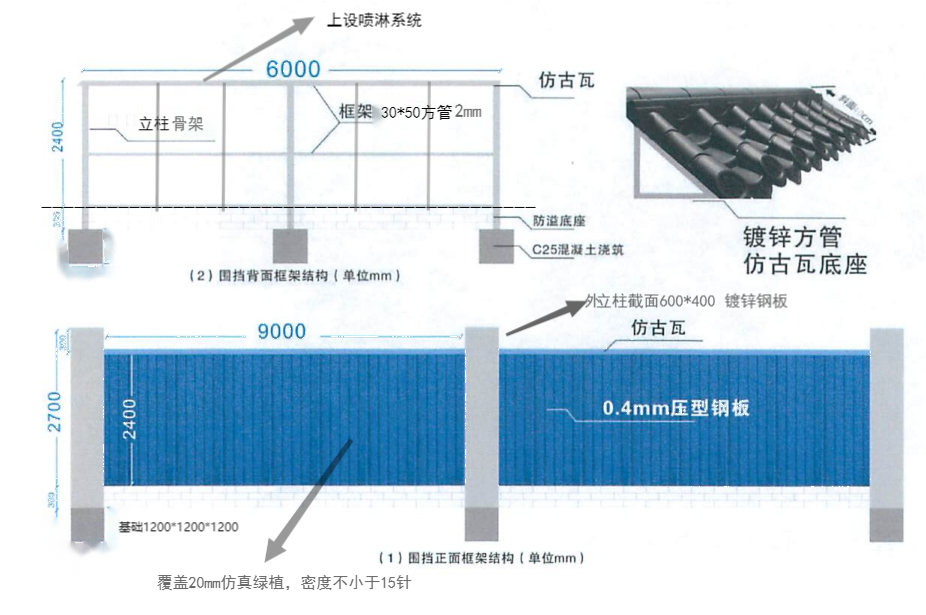 上设喷淋系统
6000
仿古瓦
立柱骨架
框架 30*50方管2mm
2400
防溢底座
C25混凝土浇筑
（2）围挡背面框架结构（单位mm）
镀锌方管
仿古瓦底座
外立柱截面600*400 镀锌钢板
仿古瓦
9000
300
2700
2400
0.4mm压型钢板
300
基础1200*1200*1200
（1）围挡正面框架结构（单位mm）
覆盖20mm仿真绿植，密度不小于15针